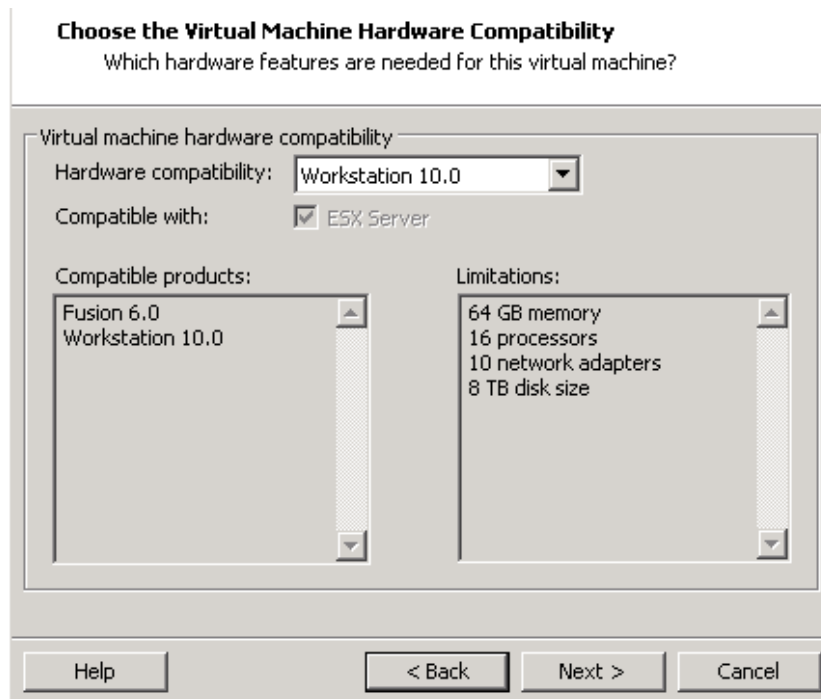 Choose the Virtual Machine Hardware Compatibility
Which hardware features are needed for this virtual machine?
Virtual machine hardware compatibility
Hardware compatibility: Workstation 10.0
Compatible with: ESX Server
Compatible products:
Fusion 6.0
Workstation 10.0
Limitations:
64 GB memory
16 processors
10 network adapters
8 TB disk size
Help < Back Next > Cancel